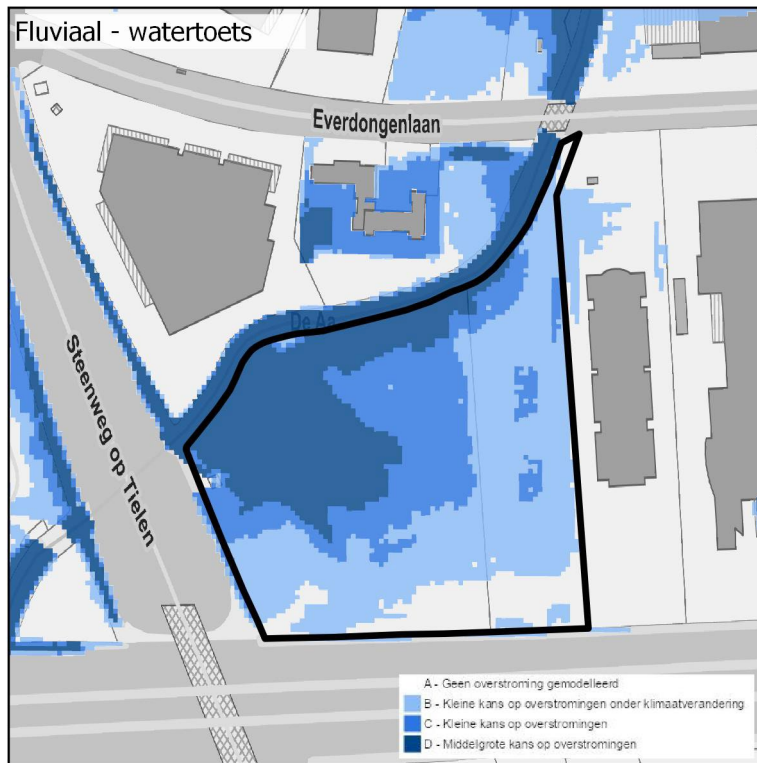 Fluviaal - watertoets
Everdongenlaan
De Aa
Steenweg op Tielen
A - Geen overstroming gemodelleerd
B - Kleine kans op overstromingen onder klimaatverandering
C - Kleine kans op overstromingen
D - Middelgrote kans op overstromingen